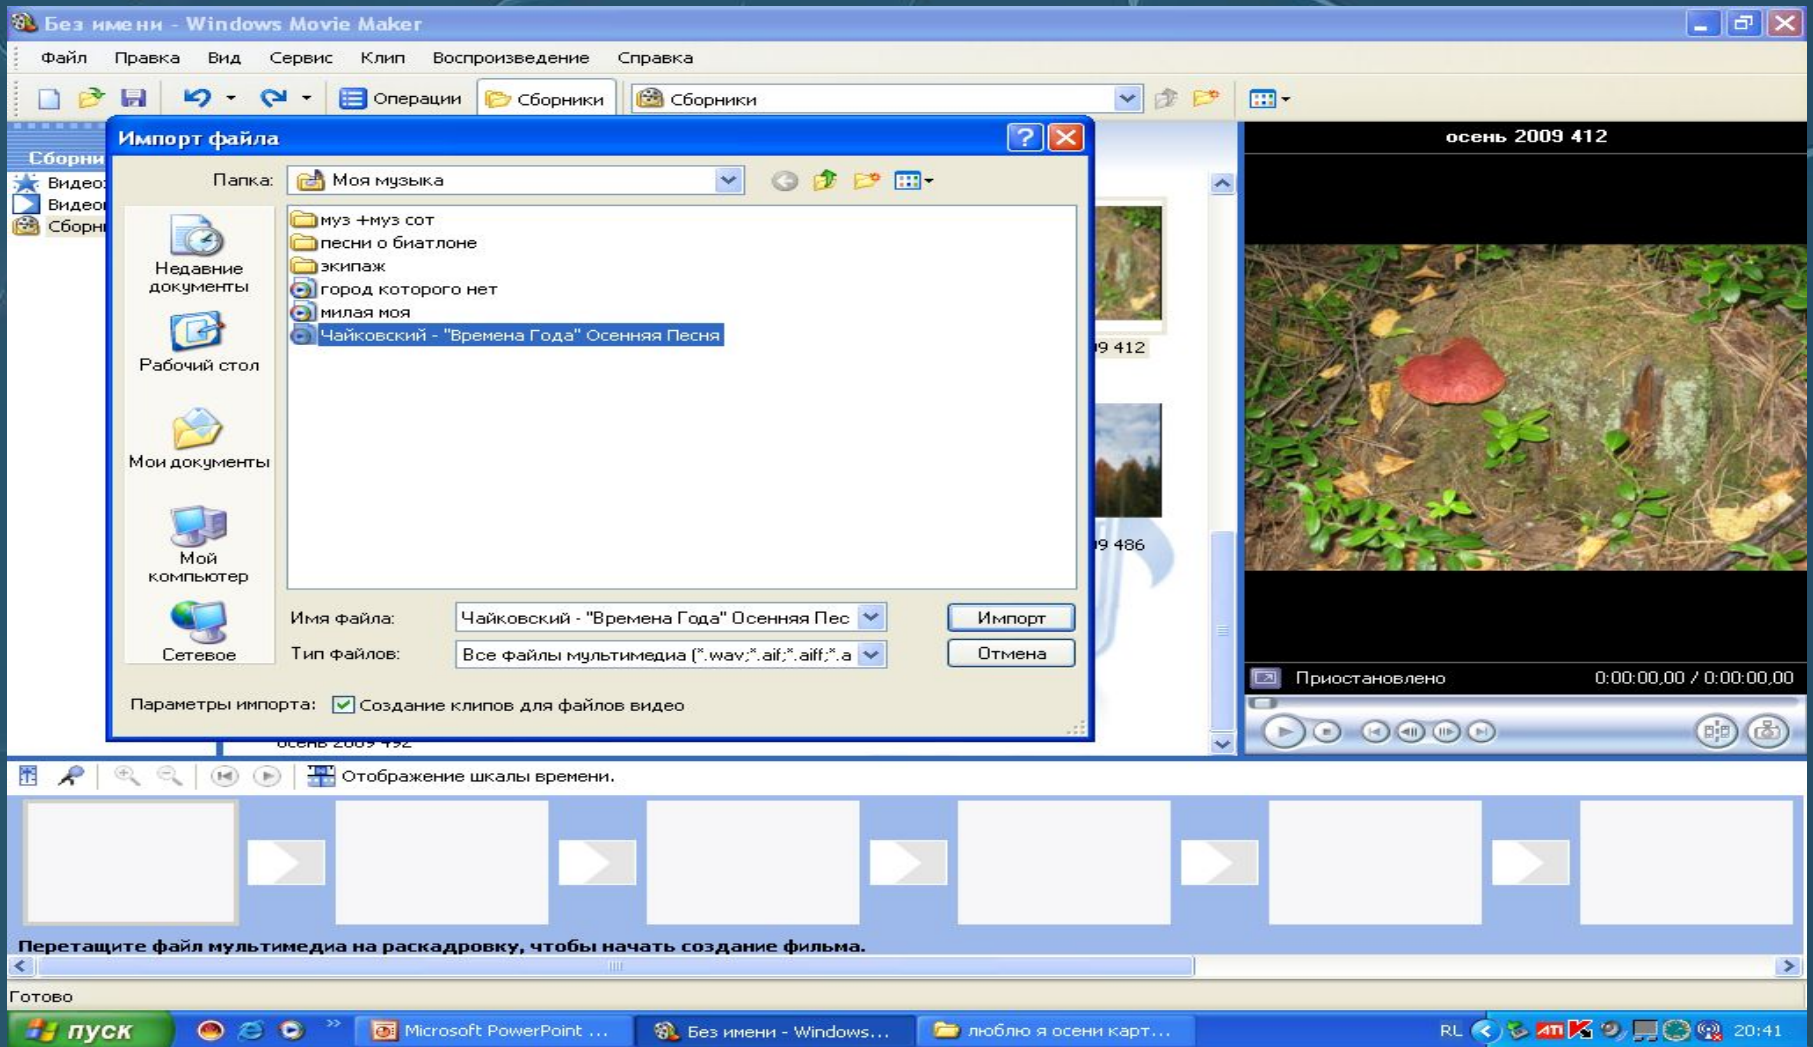 Без имени - Windows Movie Maker
Файл Правка Вид Сервис Клип Воспроизведение Справка
Операции Сборники Сборники
Импорт файла
осень 2009 412
Сборни
Папка: Моя музыка
Видео
Видео
Сборн
муз +муз сот
песни о биатлоне
экипаж
город которого нет
милая моя
Чайковский - "Времена Года" Осенняя Песня
Недавние
документы
Рабочий стол
Мои документы
Мой
компьютер
Сетевое
9 412
9 486
Имя файла: Чайковский - "Времена Года" Осенняя Пес Импорт
Тип файлов: Все файлы мультимедиа (*.wav;*.aif;*.aiff;*.a Отмена
Параметры импорта: Создание клипов для файлов видео
осень 2009 492
Приостановлено 0:00:00,00 / 0:00:00,00
Отображение шкалы времени.
Перетащите файл мультимедиа на раскадровку, чтобы начать создание фильма.
Готово
пуск Microsoft PowerPoint ... Без имени - Windows... люблю я осени карт... RL ATI 20:41